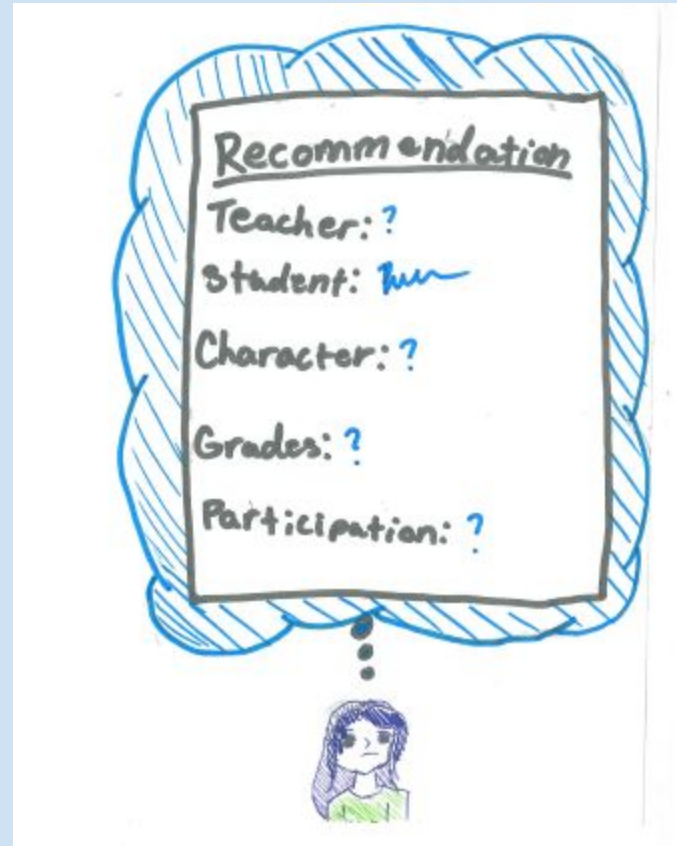 Recommendation
Teacher: ?
Student:
Character: ?
Grades: ?
Participation: ?